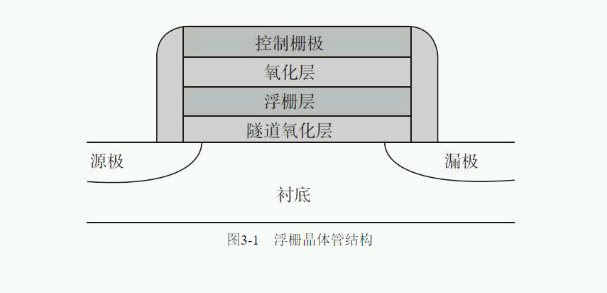 控制栅极
氧化层
浮栅层
隧道氧化层
源极
漏极
衬底
图3-1 浮栅晶体管结构